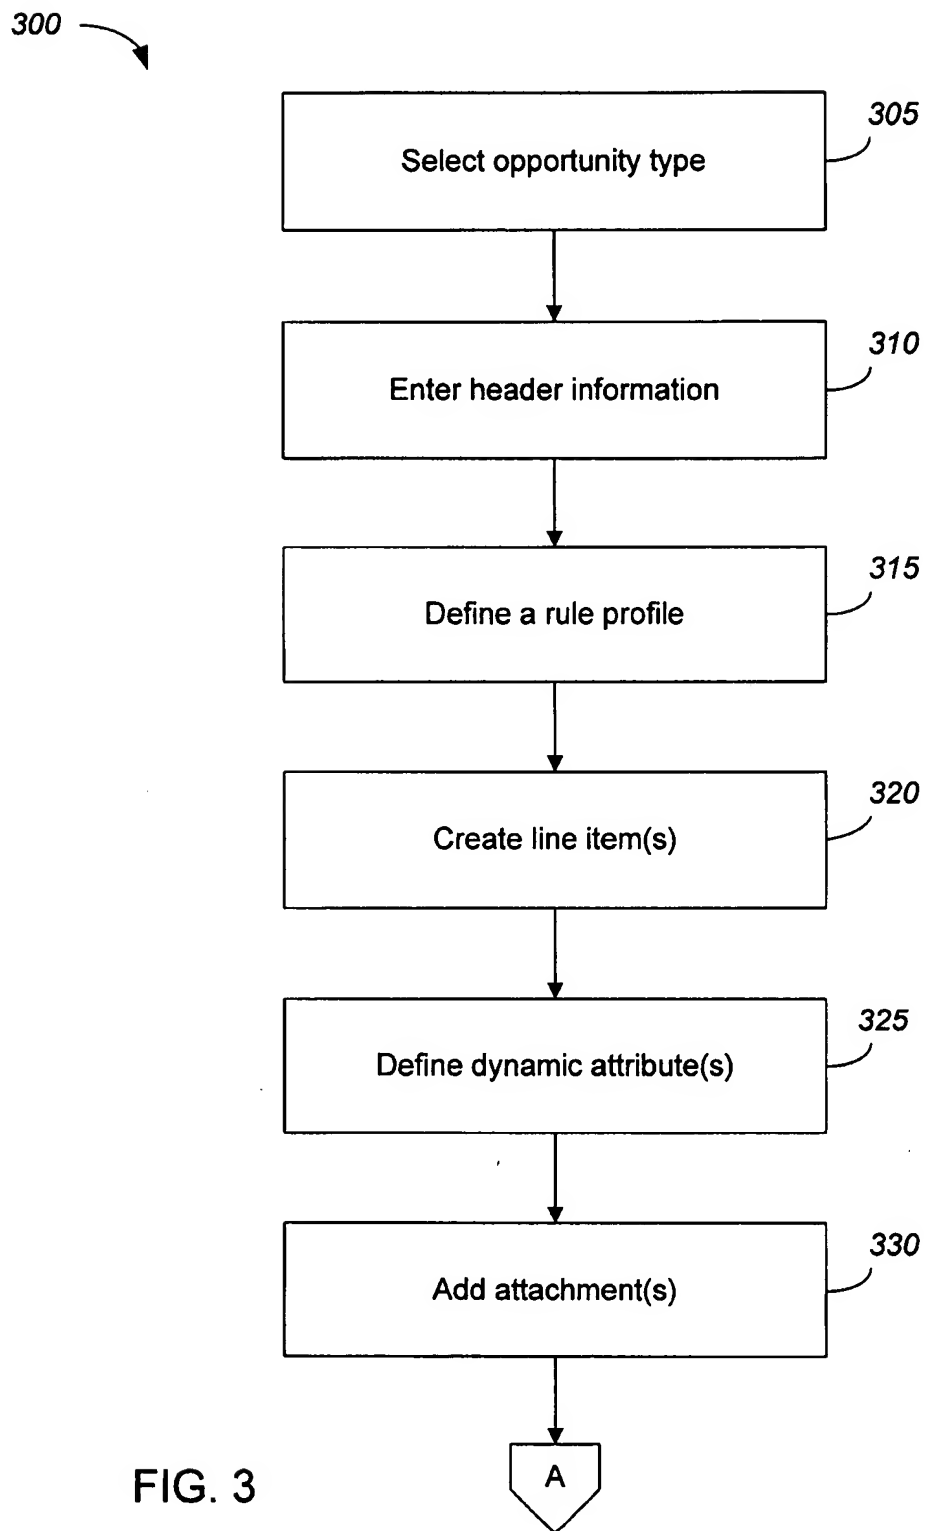 300
305
Select opportunity type
310
Enter header information
315
Define a rule profile
320
Create line item(s)
325
Define dynamic attribute(s)
330
Add attachment(s)
A
FIG. 3